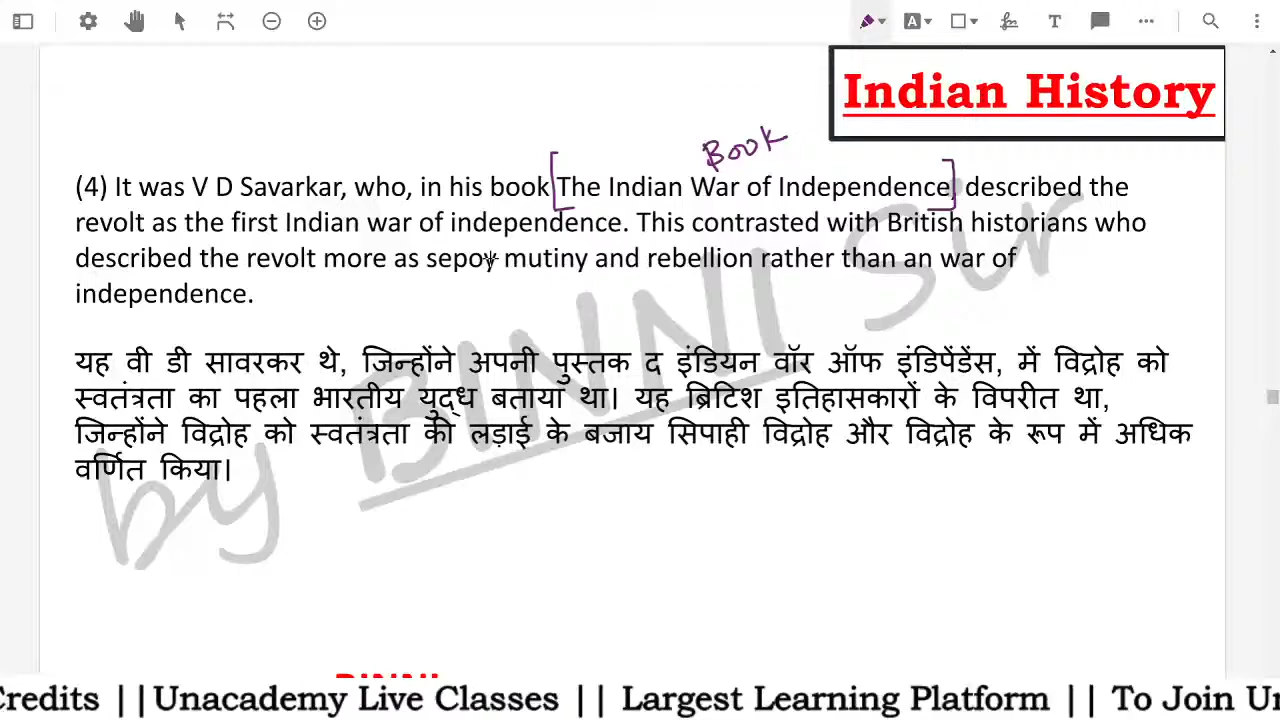 Indian History
Book
(4) It was V D Savarkar, who, in his book [The Indian War of Independence,] described the
revolt as the first Indian war of independence. This contrasted with British historians who
described the revolt more as sepoy mutiny and rebellion rather than an war of
independence.
यह वी डी सावरकर थे, जिन्होंने अपनी पुस्तक द इंडियन वॉर ऑफ इंडिपेंडेंस, में विद्रोह को
स्वतंत्रता का पहला भारतीय युद्ध बताया था। यह ब्रिटिश इतिहासकारों के विपरीत था,
जिन्होंने विद्रोह को स्वतंत्रता की लड़ाई के बजाय सिपाही विद्रोह और विद्रोह के रूप में अधिक
वर्णित किया।
by BINNI Sir
BINNI
Credits ||Unacademy Live Classes || Largest Learning Platform || To Join Un